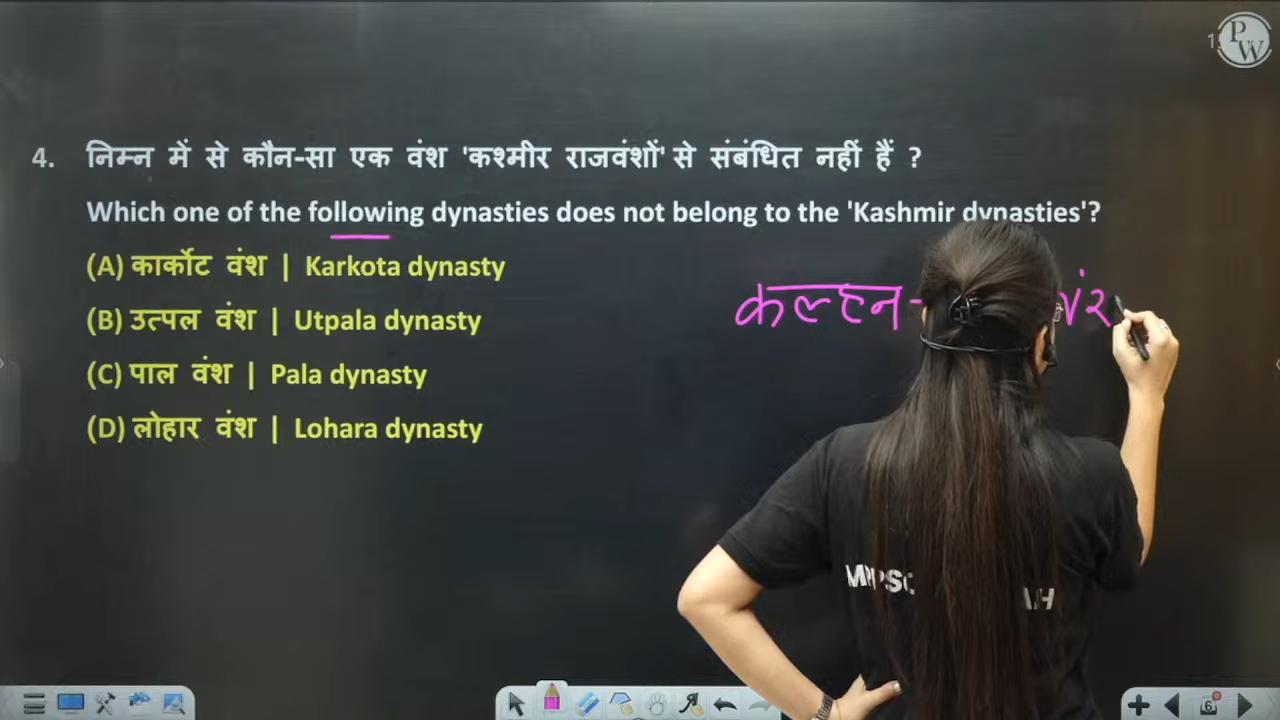 PW
4. निम्न में से कौन-सा एक वंश 'कश्मीर राजवंशों' से संबंधित नहीं हैं ?
Which one of the following dynasties does not belong to the 'Kashmir dynasties'?
(A) कार्कोट वंश | Karkota dynasty
(B) उत्पल वंश | Utpala dynasty
(C) पाल वंश | Pala dynasty
(D) लोहार वंश | Lohara dynasty
कल्हन -
6